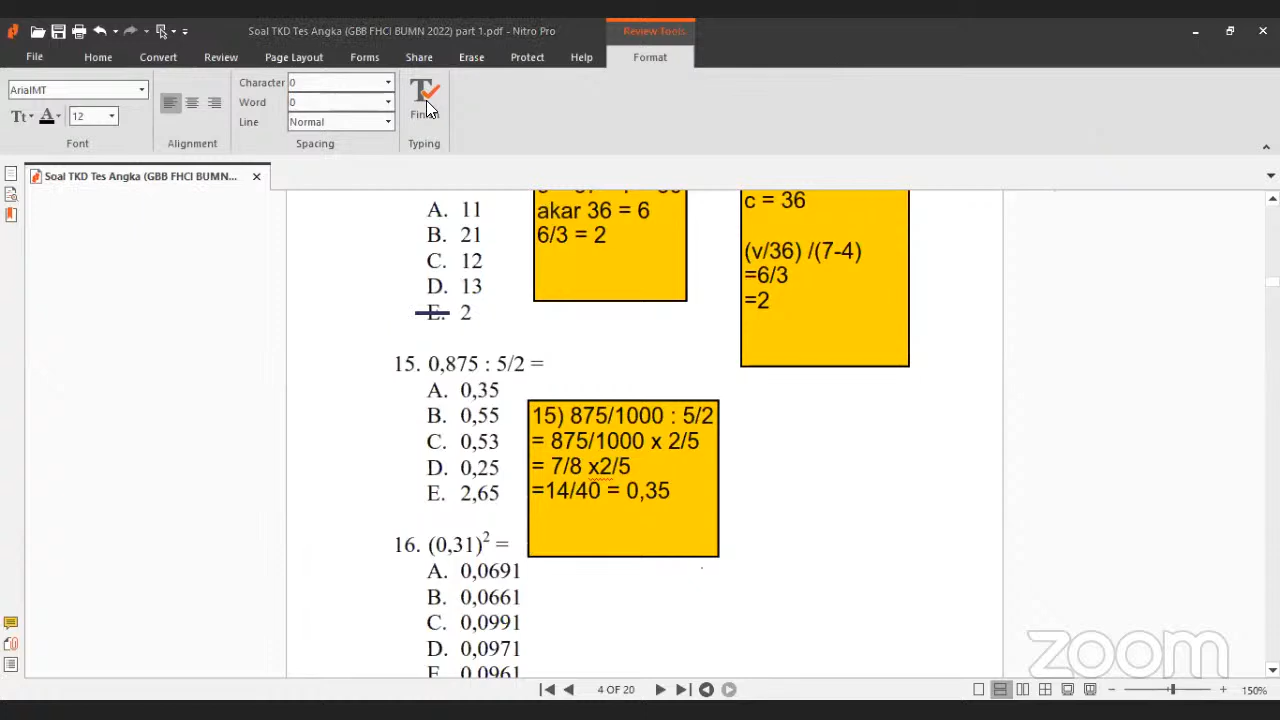 Soal TKD Tes Angka (GBB FHCI BUMN 2022) part 1.pdf - Nitro Pro
Review Tools
File Home Convert Review Page Layout Forms Share Erase Protect Help Format
ArialMT
12
Font
Alignment
Character 0
Word 0
Line Normal
Spacing
Typing
Soal TKD Tes Angka (GBB FHCI BUMN...
A. 11
B. 21
C. 12
D. 13
E. 2
akar 36 = 6
6/3 = 2
c = 36
(v/36) /(7-4)
=6/3
=2
15. 0,875 : 5/2 =
A. 0,35
B. 0,55
C. 0,53
D. 0,25
E. 2,65
15) 875/1000 : 5/2
= 875/1000 x 2/5
= 7/8 x2/5
=14/40 = 0,35
16. (0,31)² =
A. 0,0691
B. 0,0661
C. 0,0991
D. 0,0971
E. 0,0961
zoom
4 OF 20
150%